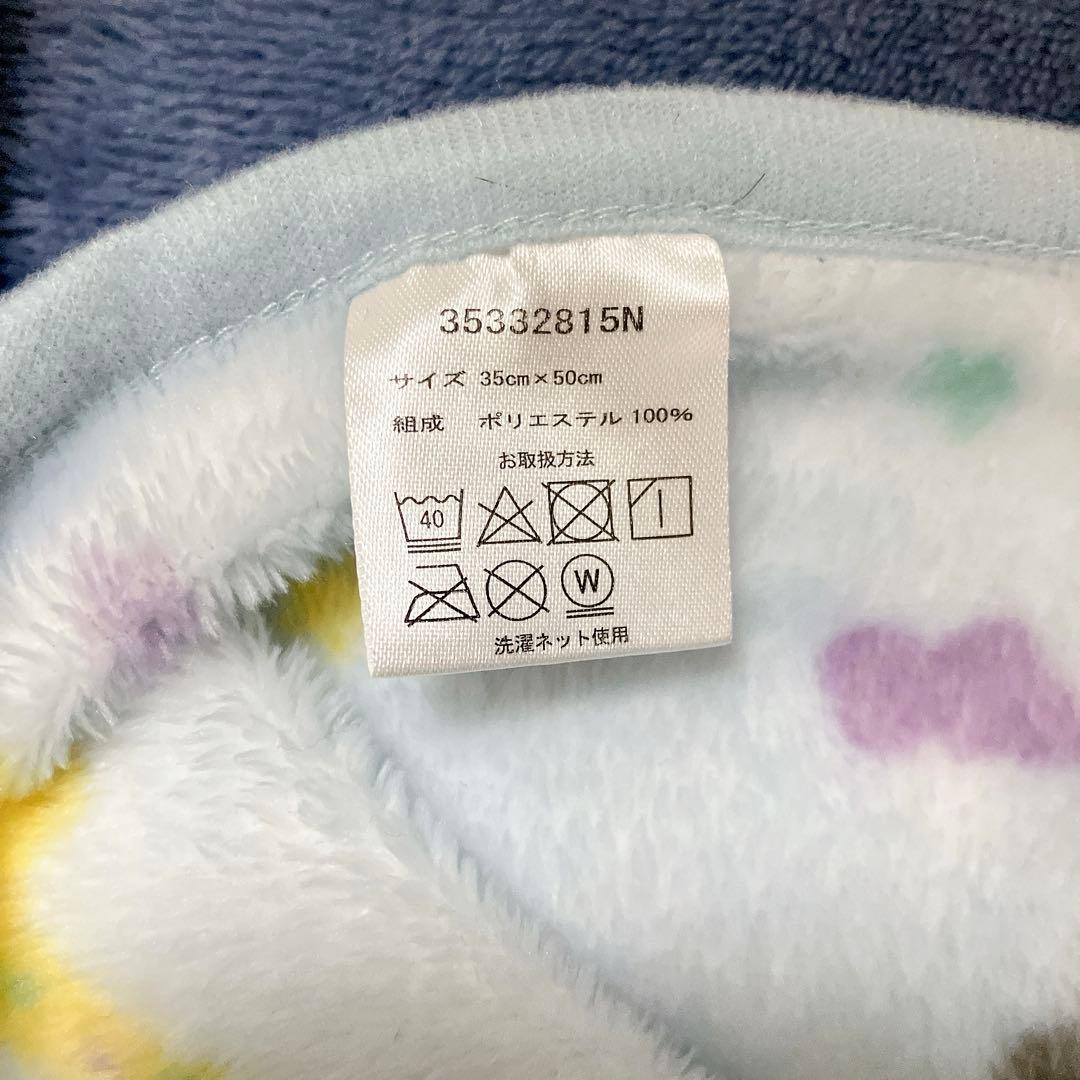 35332815N
サイズ 35cm×50cm
組成 ポリエステル 100%
お取扱方法
40
W
洗濯ネット使用